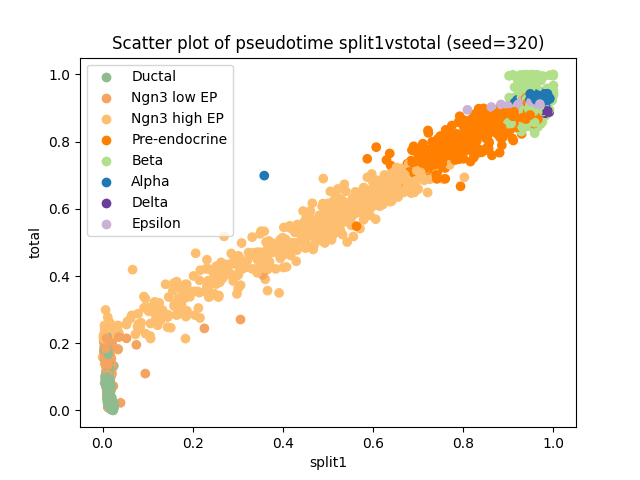 Scatter plot of pseudotime split1vstotal (seed=320)
1.0
0.8
0.6
0.4
0.2
0.0
total
Ductal
Ngn3 low EP
Ngn3 high EP
Pre-endocrine
Beta
Alpha
Delta
Epsilon
0.0 0.2 0.4 0.6 0.8 1.0
split1